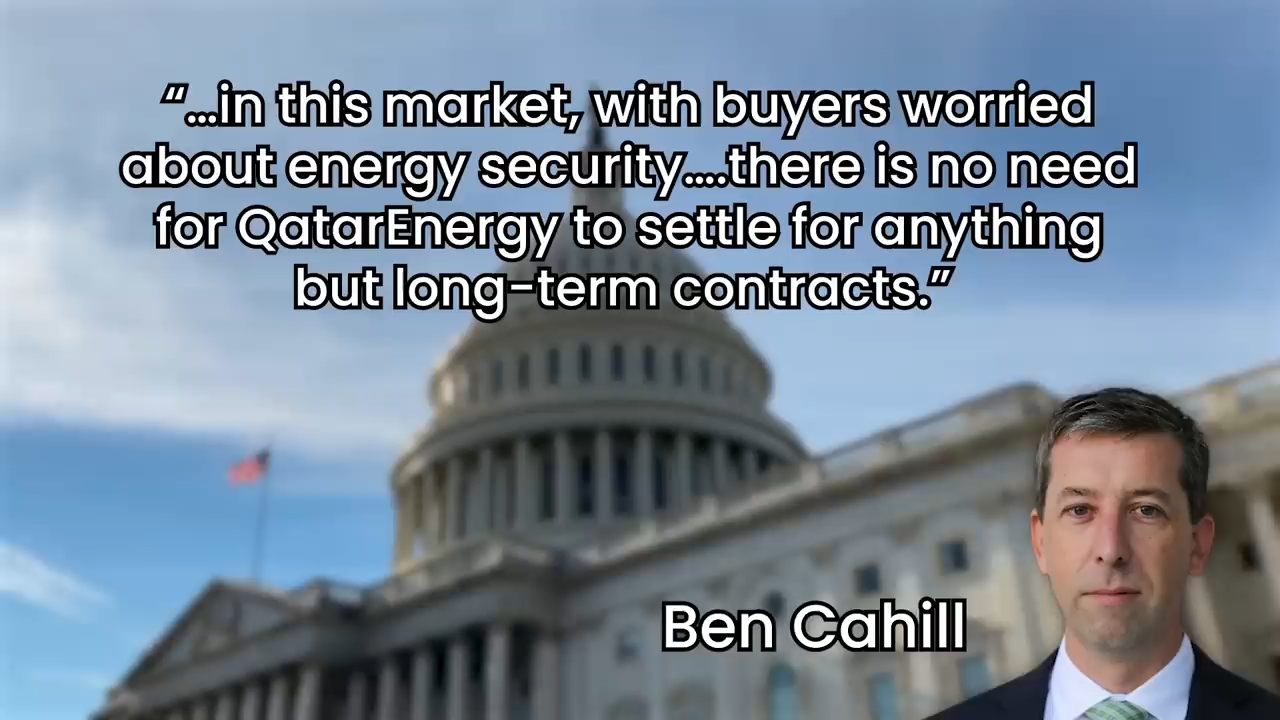 “...in this market, with buyers worried
about energy security....there is no need
for QatarEnergy to settle for anything
but long-term contracts.”
Ben Cahill